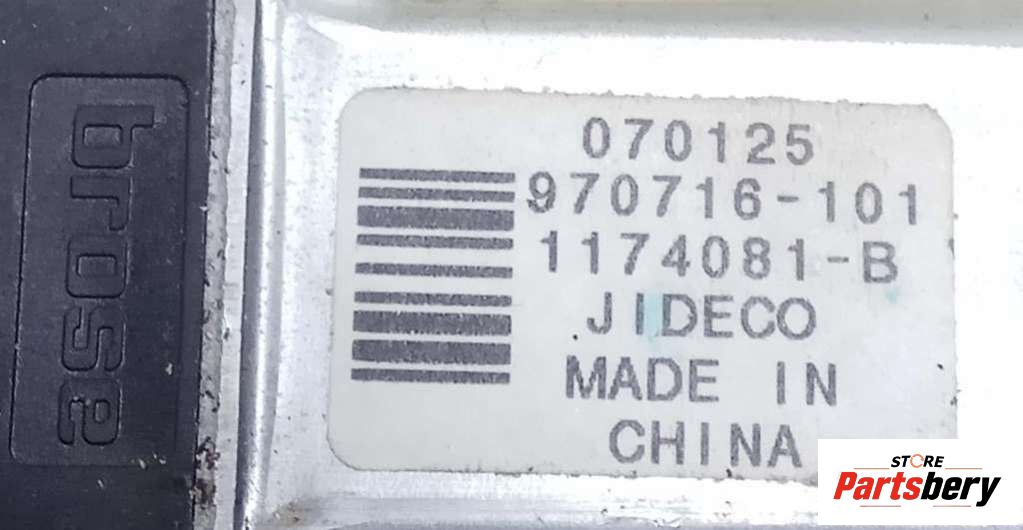 brose
070125
970716-101
1174081-B
JIDECO
MADE IN
CHINA
STORE
Partsbery